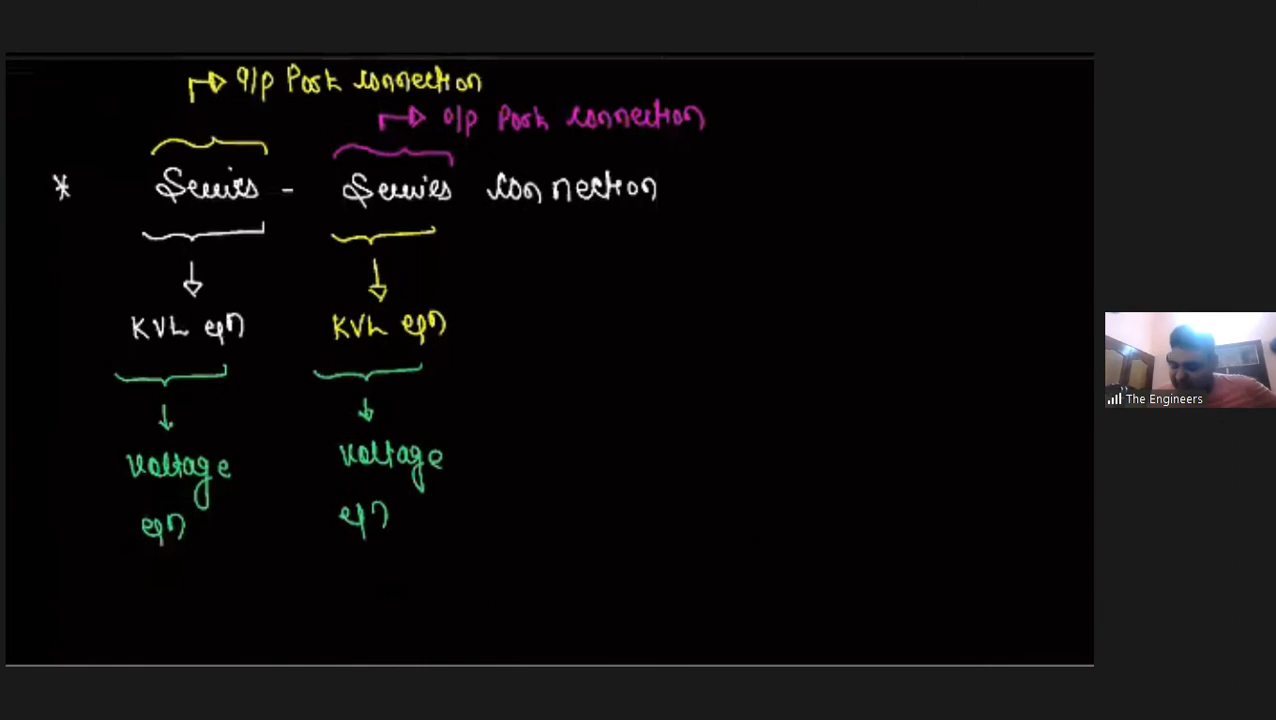 i/p Port connection
o/p Port connection
* Series - Series connection
KVL eqn KVL eqn
voltage voltage
eqn eqn
The Engineers